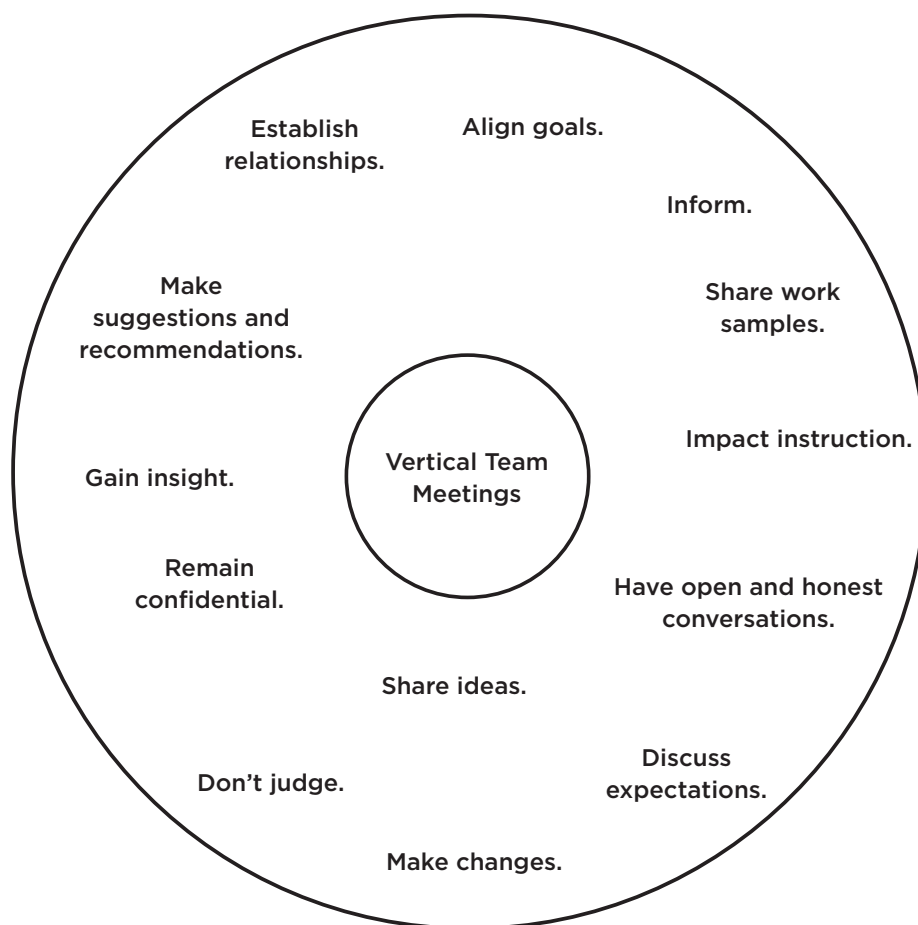 Establish
relationships.
Align goals.
Inform.
Make
suggestions and
recommendations.
Share work
samples.
Impact instruction.
Vertical Team
Meetings
Gain insight.
Remain
confidential.
Have open and honest
conversations.
Share ideas.
Don’t judge.
Discuss
expectations.
Make changes.